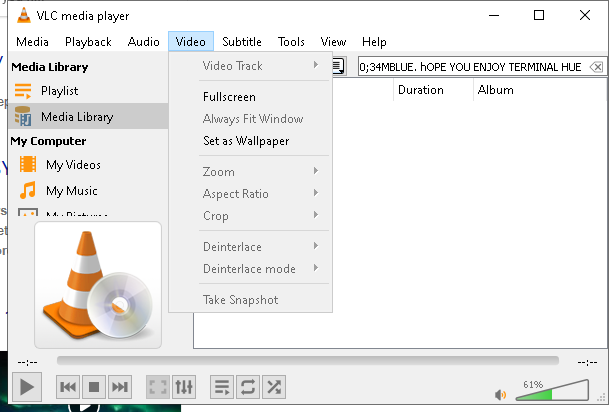 VLC media player
Media Playback Audio Video Subtitle Tools View Help
Media Library
Playlist
Media Library
My Computer
My Videos
My Music
Video Track
Fullscreen
Always Fit Window
Set as Wallpaper
Zoom
Aspect Ratio
Crop
Deinterlace
Deinterlace mode
Take Snapshot
0;34MBLUE. hOPE YOU ENJOY TERMINAL HUE
Duration Album
--:-- --:--
61%